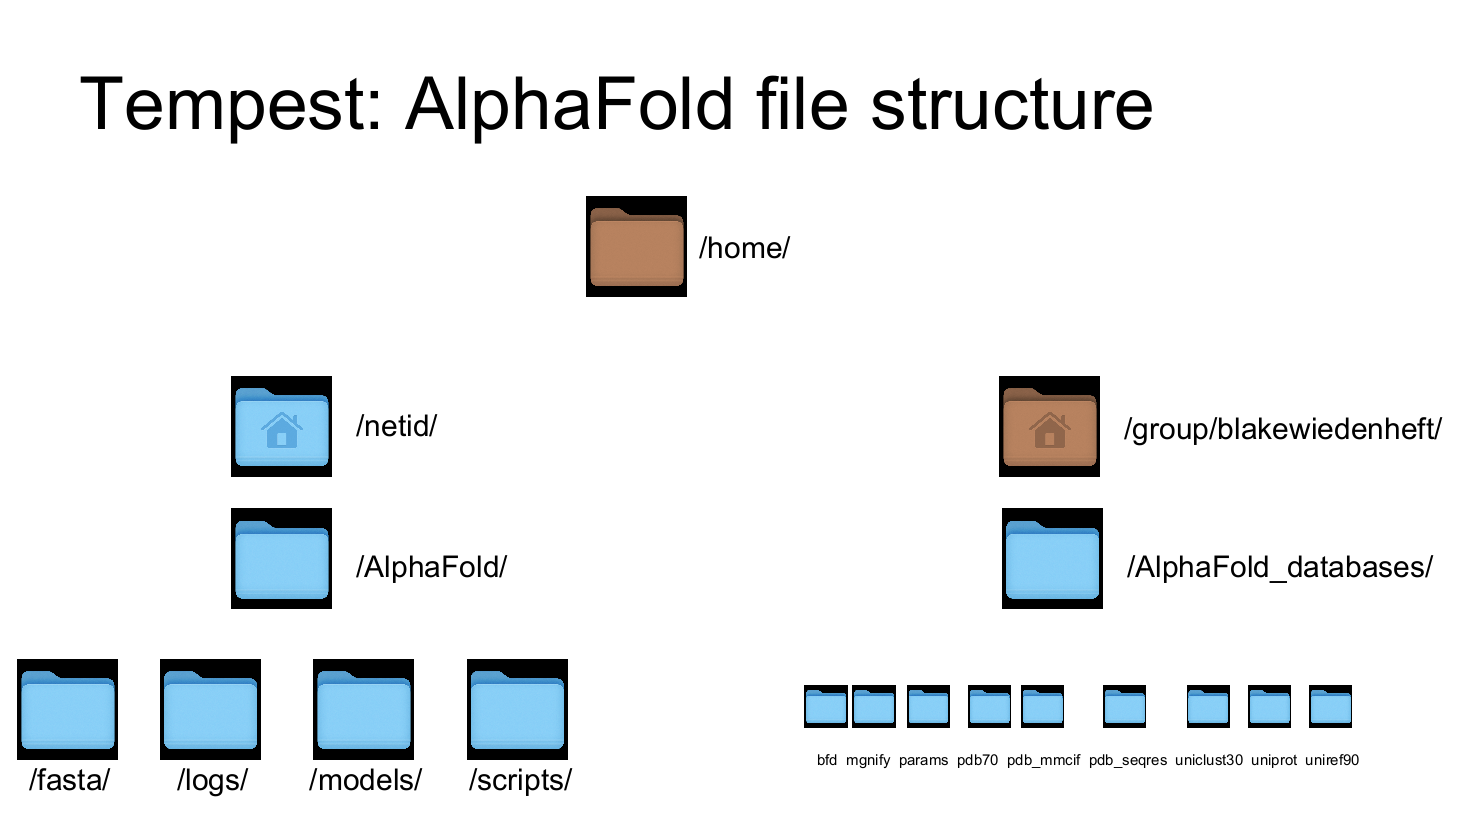 Tempest: AlphaFold file structure
/home/
/netid/
/group/blakewiedenheft/
/AlphaFold/
/AlphaFold_databases/
/fasta/ /logs/ /models/ /scripts/
bfd mgnify params pdb70 pdb_mmcif pdb_seqres uniclust30 uniprot uniref90